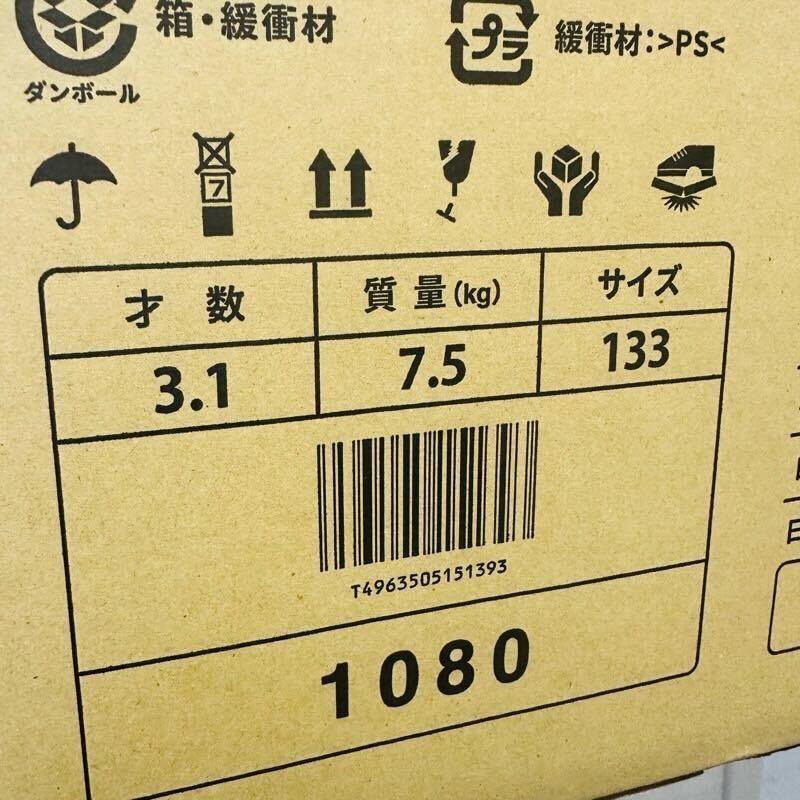 箱・緩衝材
プラ
緩衝材:>PS<
ダンボール
7
才数
質量(kg)
サイズ
3.1
7.5
133
T4963505151393
1080